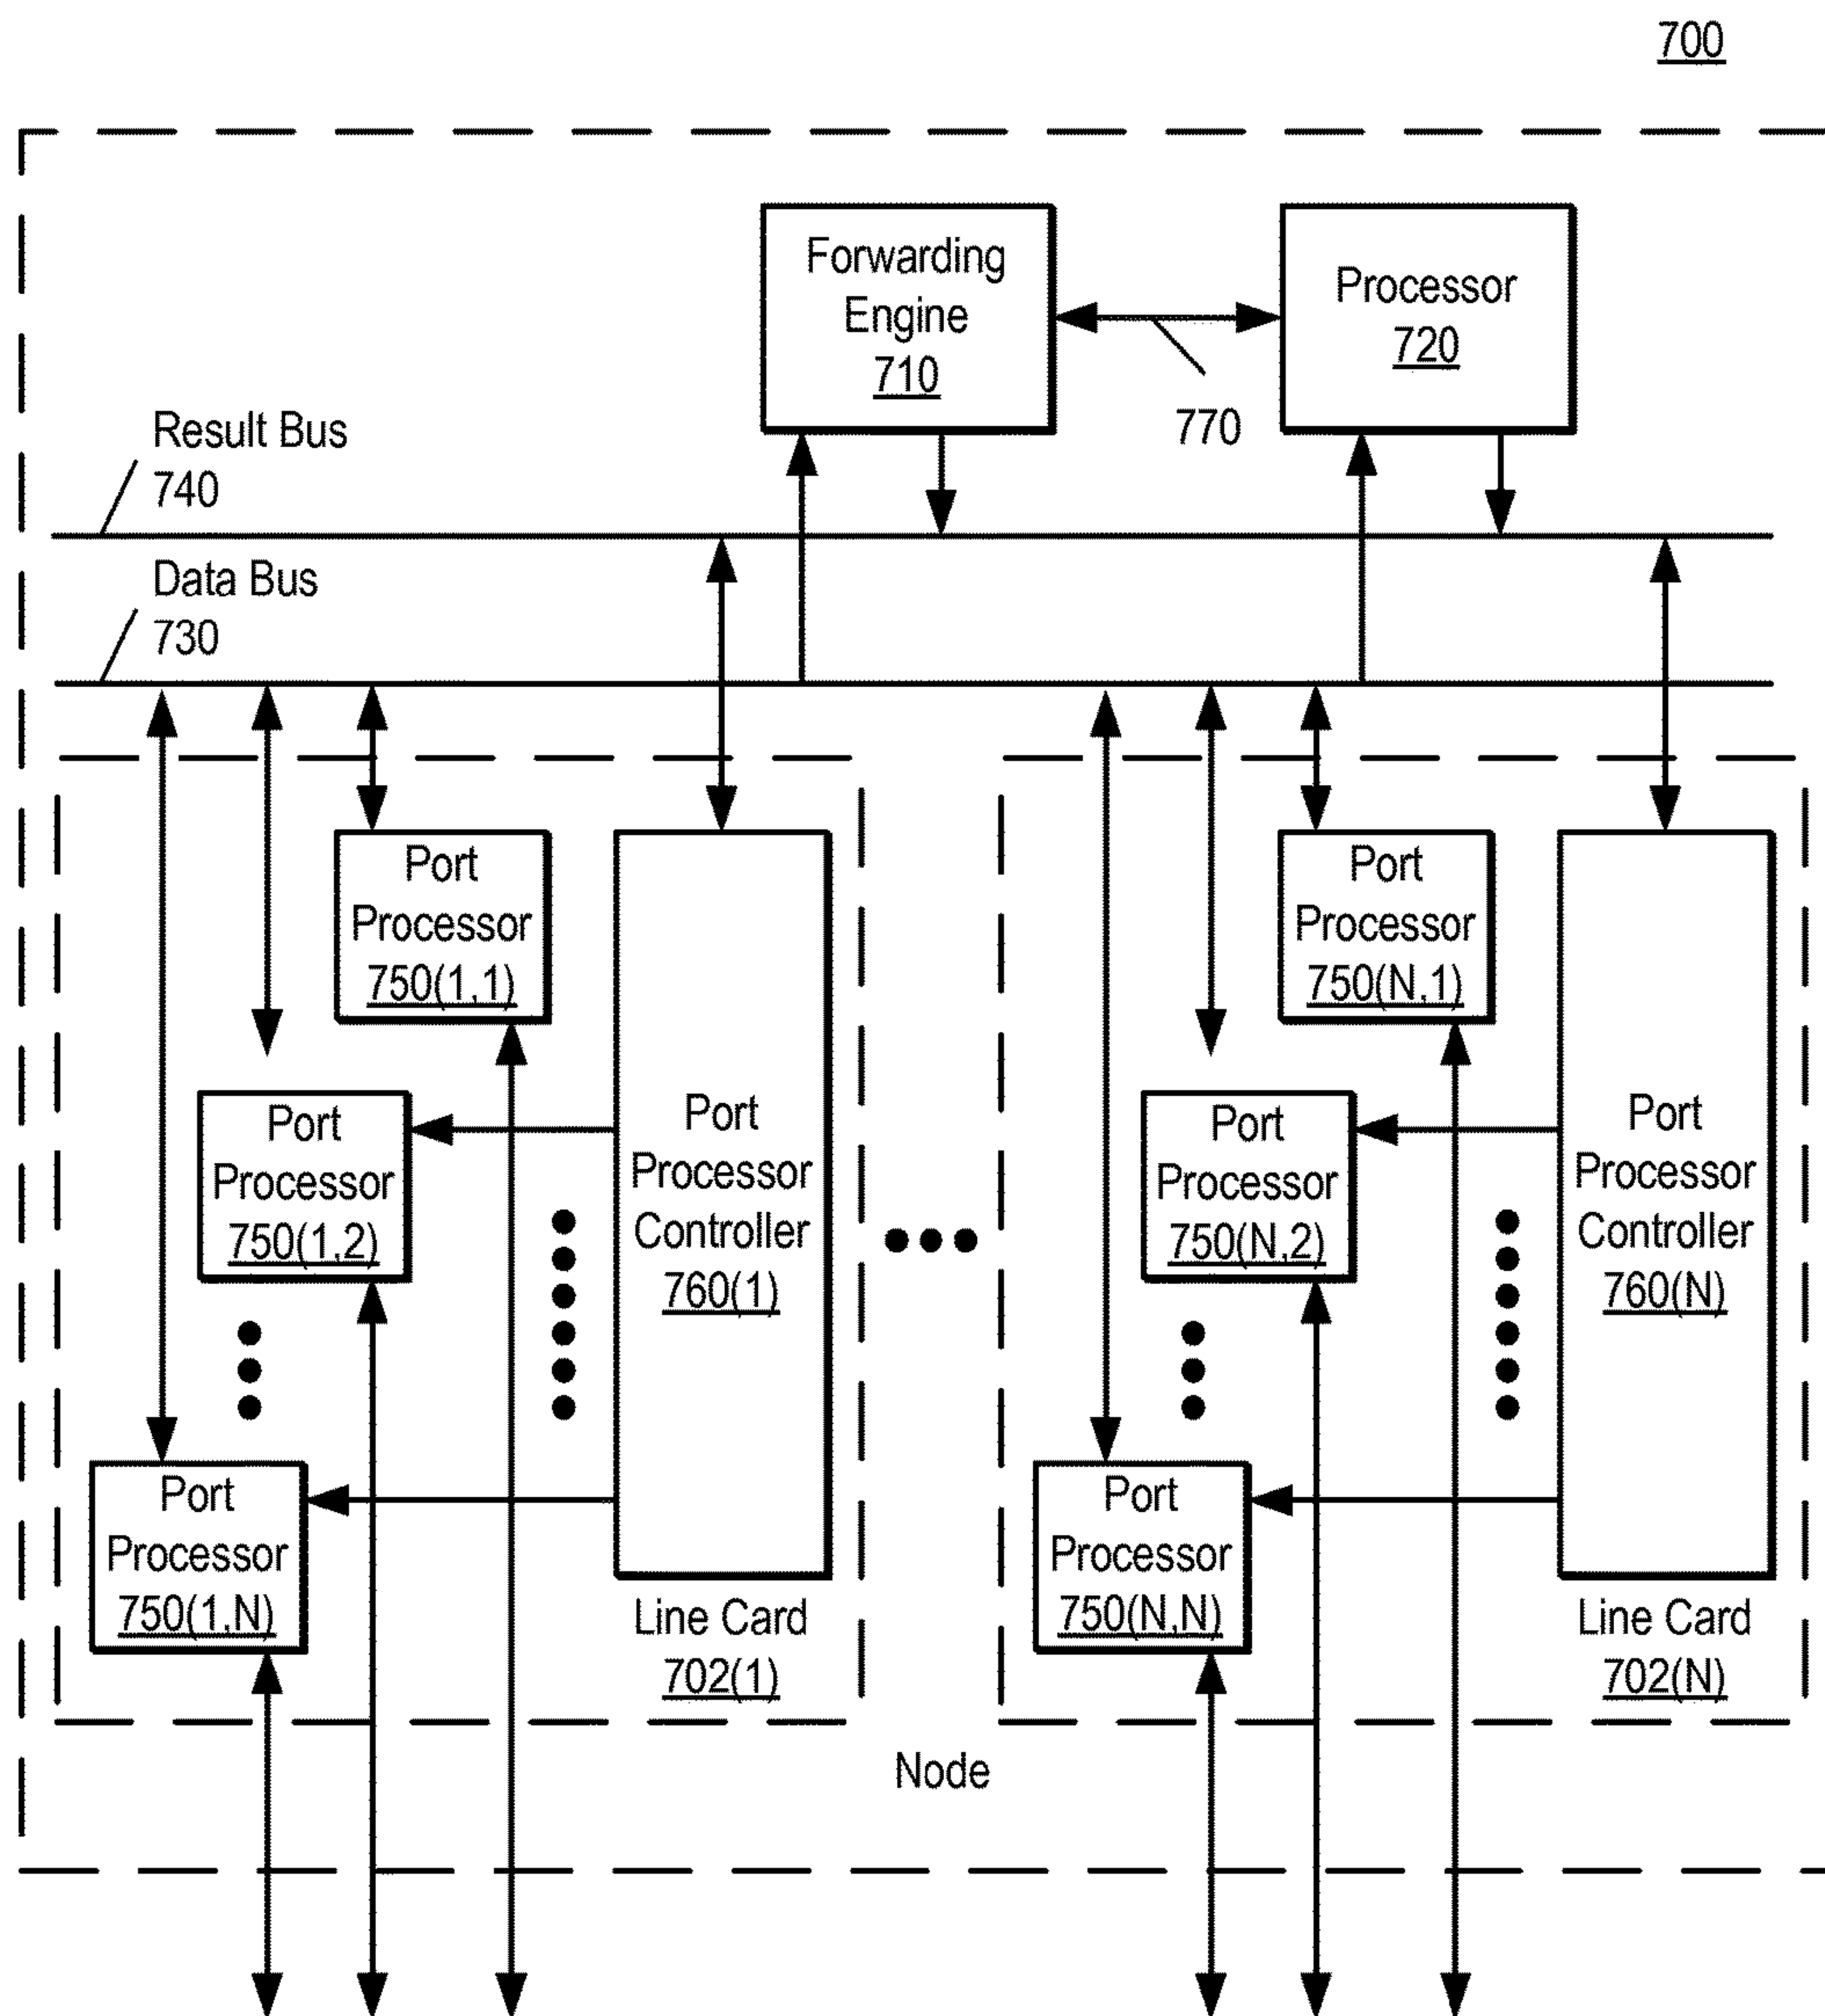 700
Forwarding
Engine
710
Processor
720
770
Result Bus
740
Data Bus
730
Port
Processor
750(1,1)
Port
Processor
750(1,2)
Port
Processor
750(1,N)
Port
Processor
Controller
760(1)
Line Card
702(1)
Port
Processor
750(N,1)
Port
Processor
750(N,2)
Port
Processor
750(N,N)
Port
Processor
Controller
760(N)
Line Card
702(N)
Node